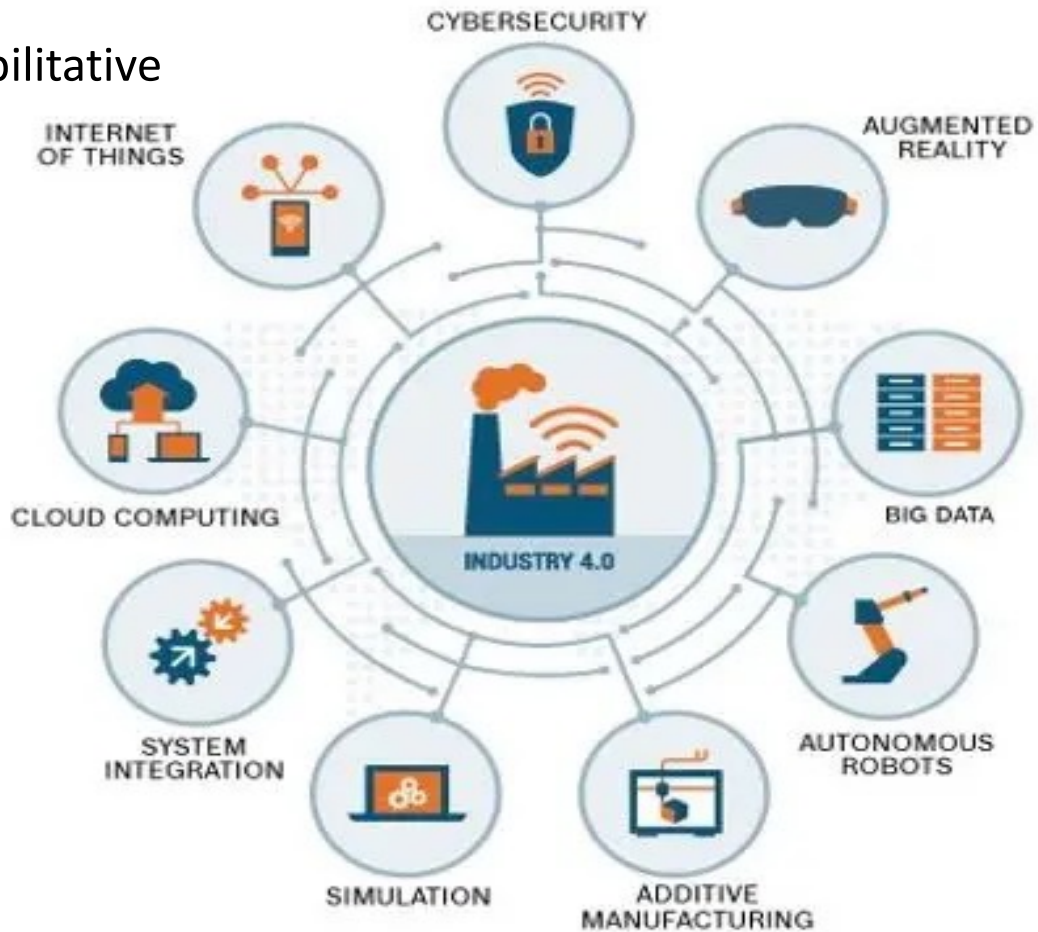 CYBERSECURITY
bilitative
INTERNET
OF THINGS
AUGMENTED
REALITY
CLOUD COMPUTING
BIG DATA
INDUSTRY 4.0
SYSTEM
INTEGRATION
AUTONOMOUS
ROBOTS
SIMULATION
ADDITIVE
MANUFACTURING